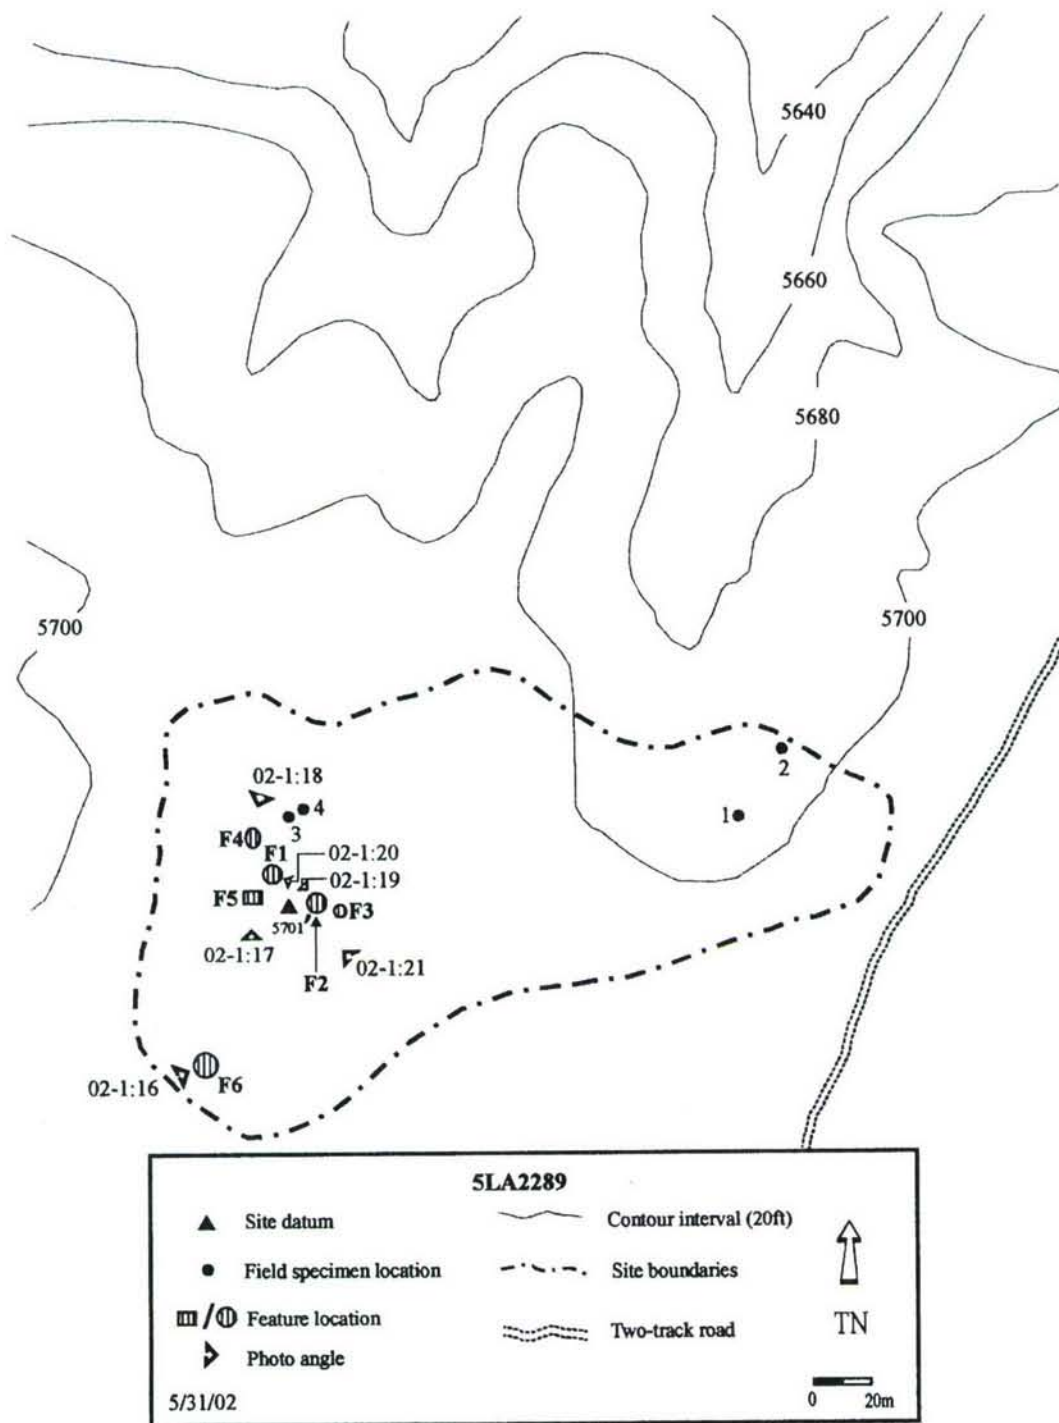 5640
5660
5680
5700
5700
2
1
02-1:18
4
3
F4
F1
02-1:20
02-1:19
F5
F3
5701
02-1:17
02-1:21
F2
02-1:16
F6
5LA2289
Site datum
Contour interval (20ft)
Field specimen location
Site boundaries
/
Feature location
Two-track road
TN
Photo angle
5/31/02
0 20m